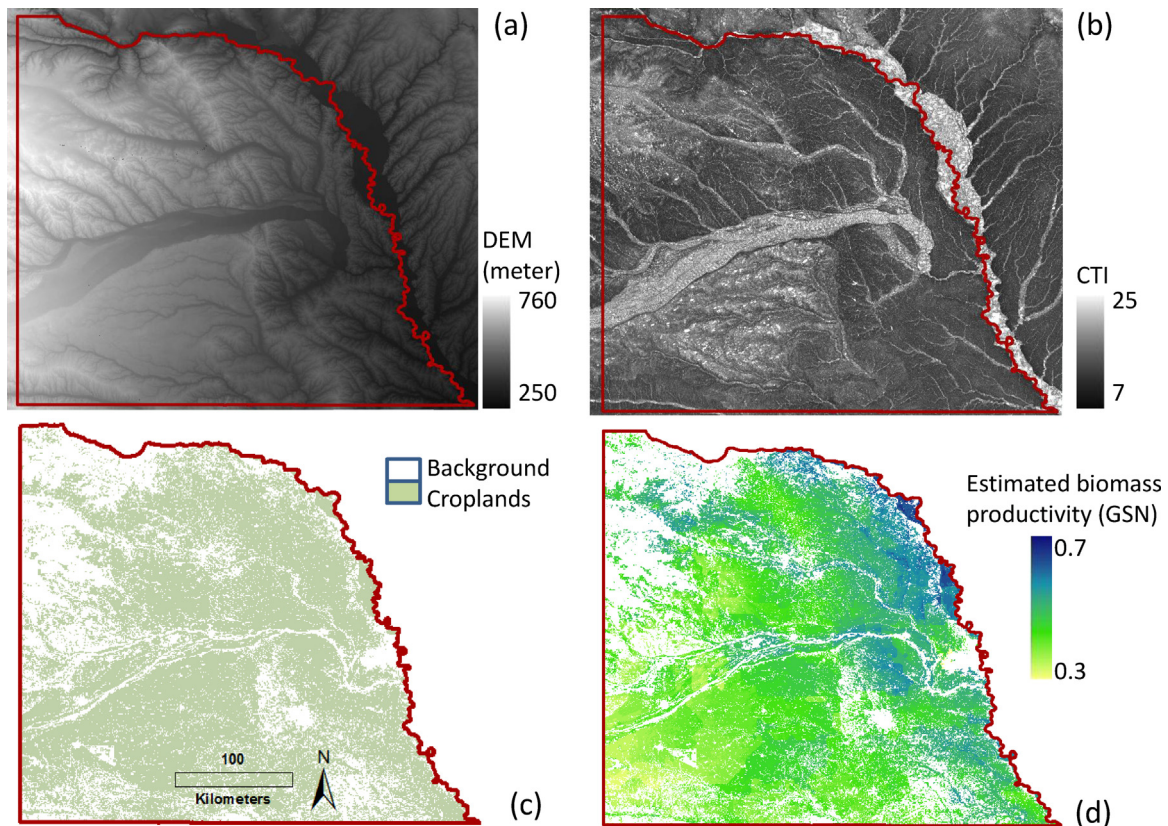 (a)
DEM
(meter)
760
250
(b)
CTI
25
7
Background
Croplands
100
Kilometers
N
(c)
Estimated biomass
productivity (GSN)
0.7
0.3
(d)